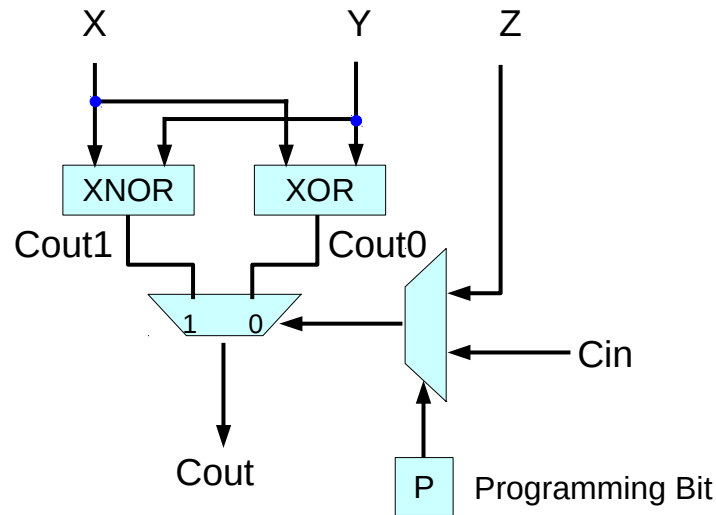 X Y Z
XNOR XOR
Cout1 Cout0
1 0
Cin
Cout
P Programming Bit